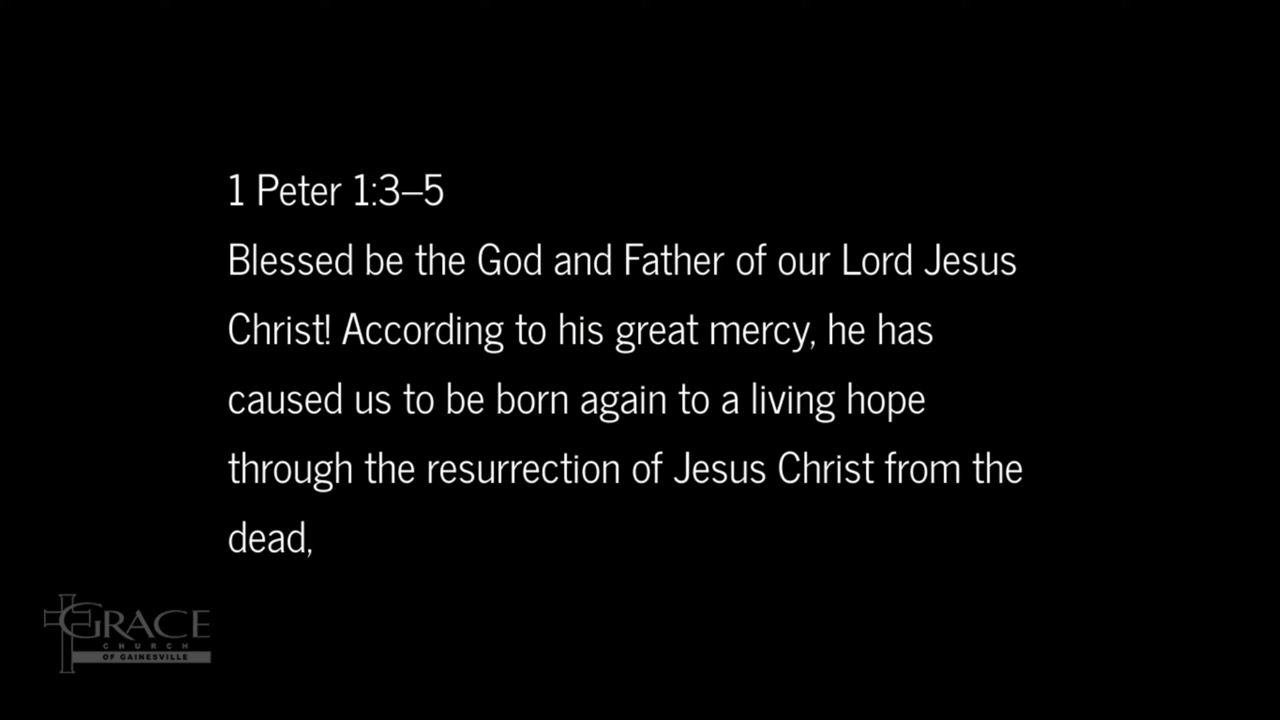 1 Peter 1:3–5
Blessed be the God and Father of our Lord Jesus
Christ! According to his great mercy, he has
caused us to be born again to a living hope
through the resurrection of Jesus Christ from the
dead,
GRACE
CHURCH
OF GAINESVILLE